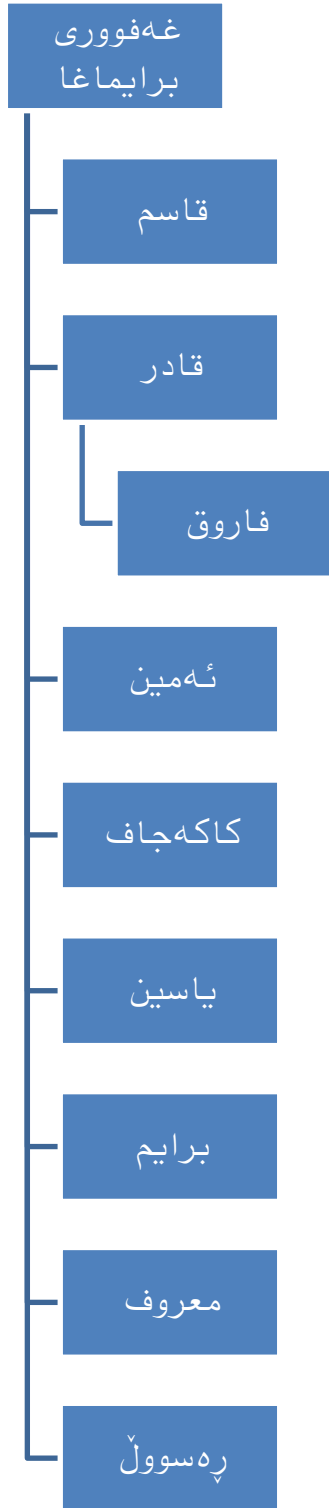 غەفووری
برایماغا
قاسم
قادر
فاروق
ئەمین
کاکەجاف
یاسین
برایم
معروف
ڕەسووڵ